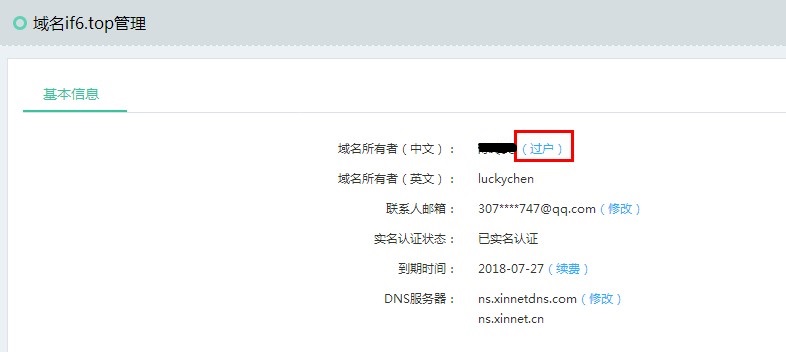 域名if6.top管理
基本信息
域名所有者（中文）： （过户）
域名所有者（英文）： luckychen
联系人邮箱： 307****747@qq.com（修改）
实名认证状态： 已实名认证
到期时间： 2018-07-27（续费）
DNS服务器： ns.xinnetdns.com（修改）
ns.xinnet.cn